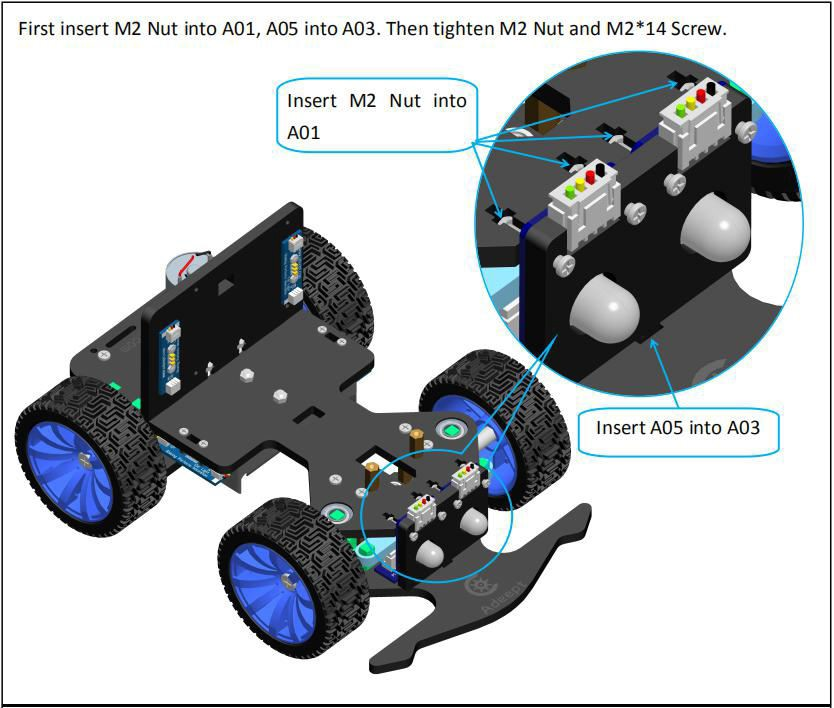 First insert M2 Nut into A01, A05 into A03. Then tighten M2 Nut and M2*14 Screw.
Insert M2 Nut into
A01
Insert A05 into A03
Adeept